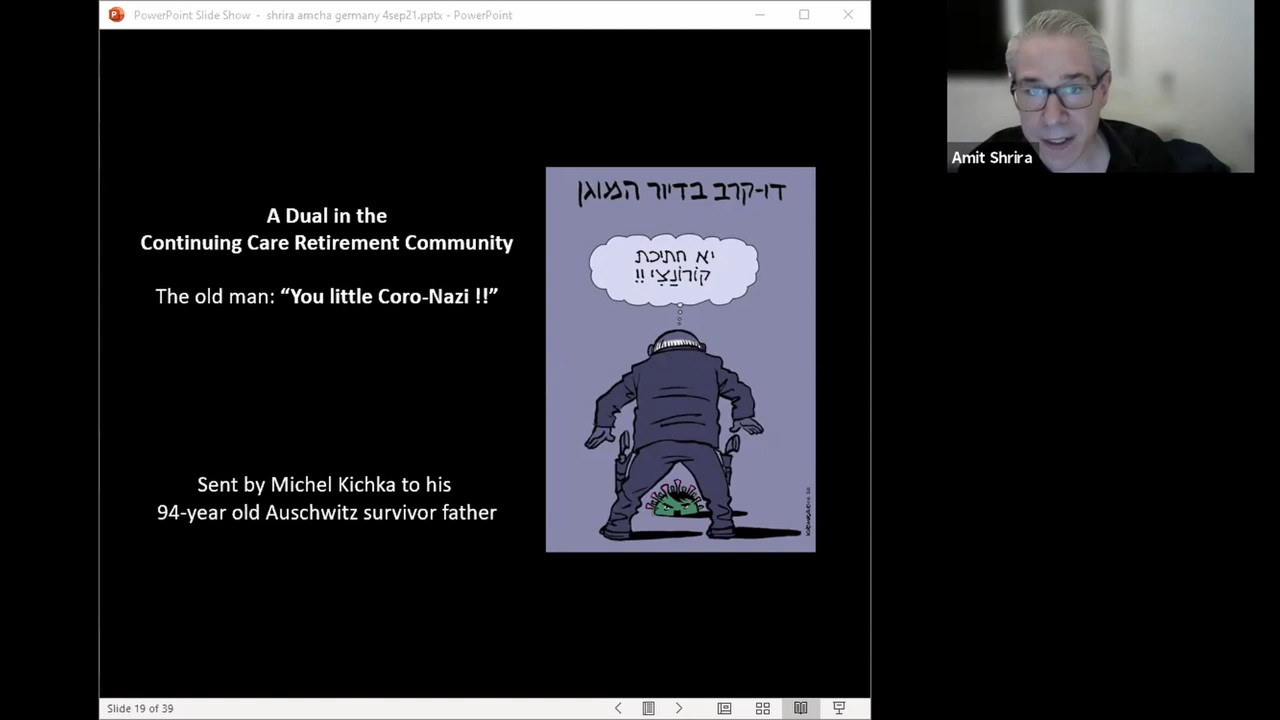 PowerPoint Slide Show - shrira amcha germany 4sep21.pptx - PowerPoint
A Dual in the
Continuing Care Retirement Community
The old man: “You little Coro-Nazi !!”
Sent by Michel Kichka to his
94-year old Auschwitz survivor father
דו-קרב בדיור המוגן
יא חתיכת
קוֹרוֹנָצִי !!
Amit Shrira
Slide 19 of 39